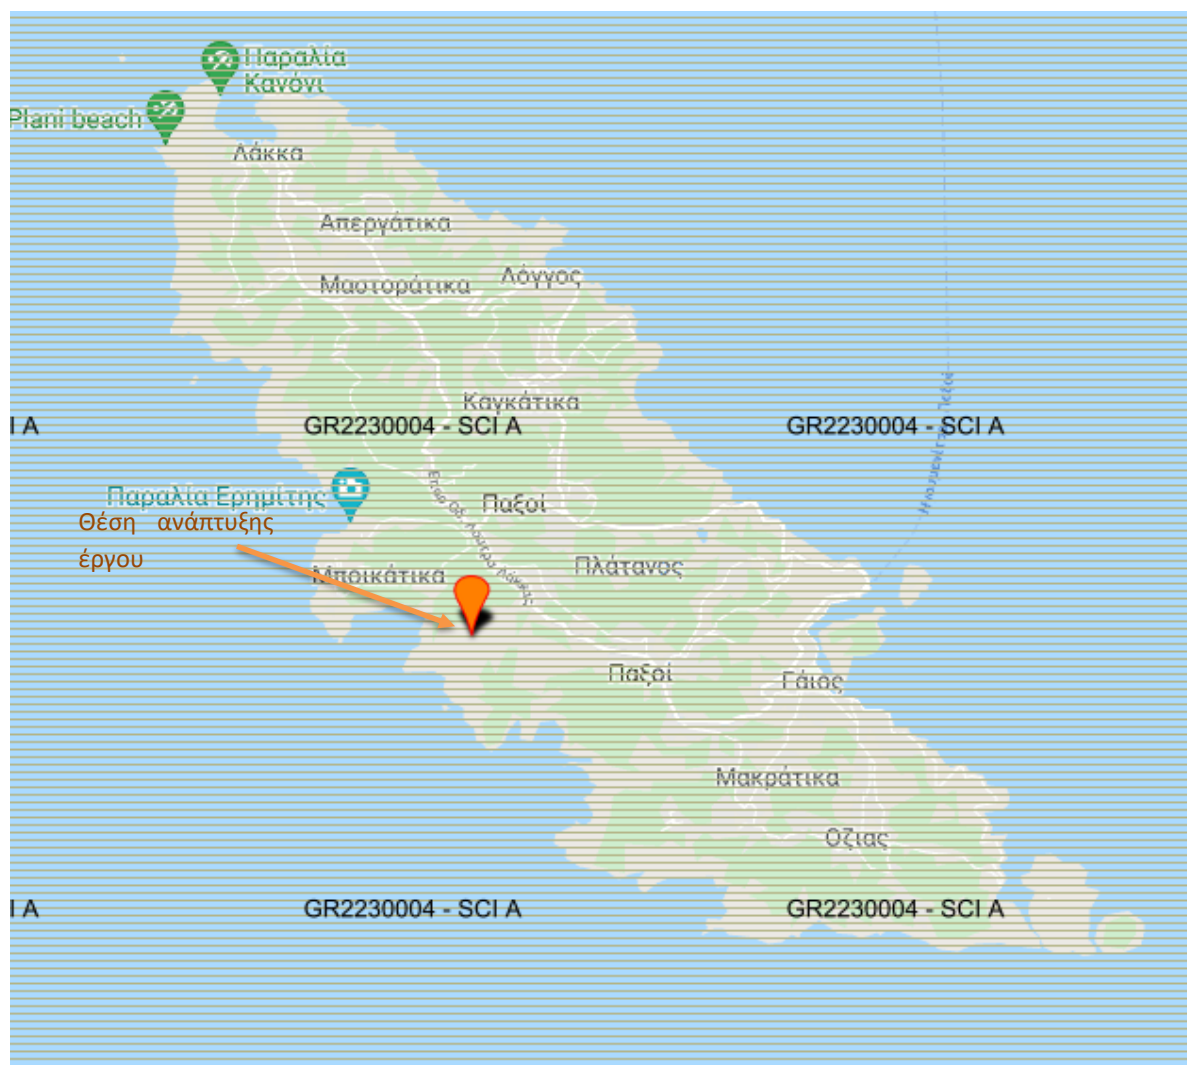 Παραλία
Κανόνι
Plani beach
Λάκκα
Απεργάτικα
Λόγγος
Μαστοράτικα
Καγκάτικα
I A
GR2230004 - SCI A
GR2230004 - SCI A
Παραλία Ερημίτης
Παξοί
Θέση ανάπτυξης
έργου
Μποικάτικα
Πλάτανος
Παξοί
Γάιος
Μακράτικα
Οζιας
I A
GR2230004 - SCI A
GR2230004 - SCI A